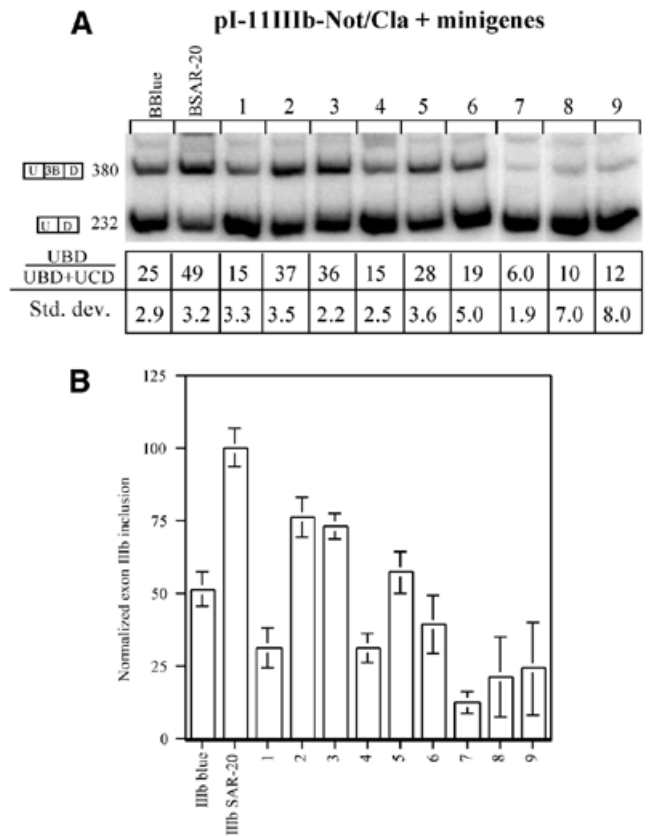 A pI-11IIIb-Not/Cla + minigenes
BBlue BSAR-20 1 2 3 4 5 6 7 8 9
U 3B D 380
U D 232
UBD
UBD+UCD 25 49 15 37 36 15 28 19 6.0 10 12
Std. dev. 2.9 3.2 3.3 3.5 2.2 2.5 3.6 5.0 1.9 7.0 8.0
B
125
100
75
50
25
0
Normalized exon IIIb inclusion
IIIb blue IIIb SAR-20 1 2 3 4 5 6 7 8 9